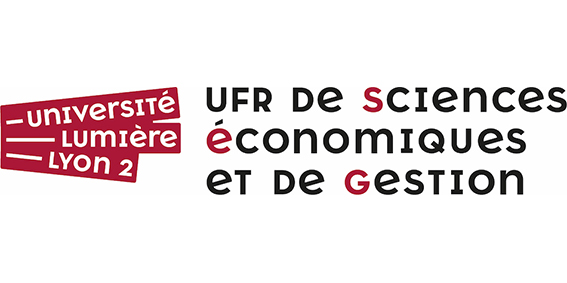 Université
Lumière
Lyon 2
UFR de Sciences
économiques
et de Gestion